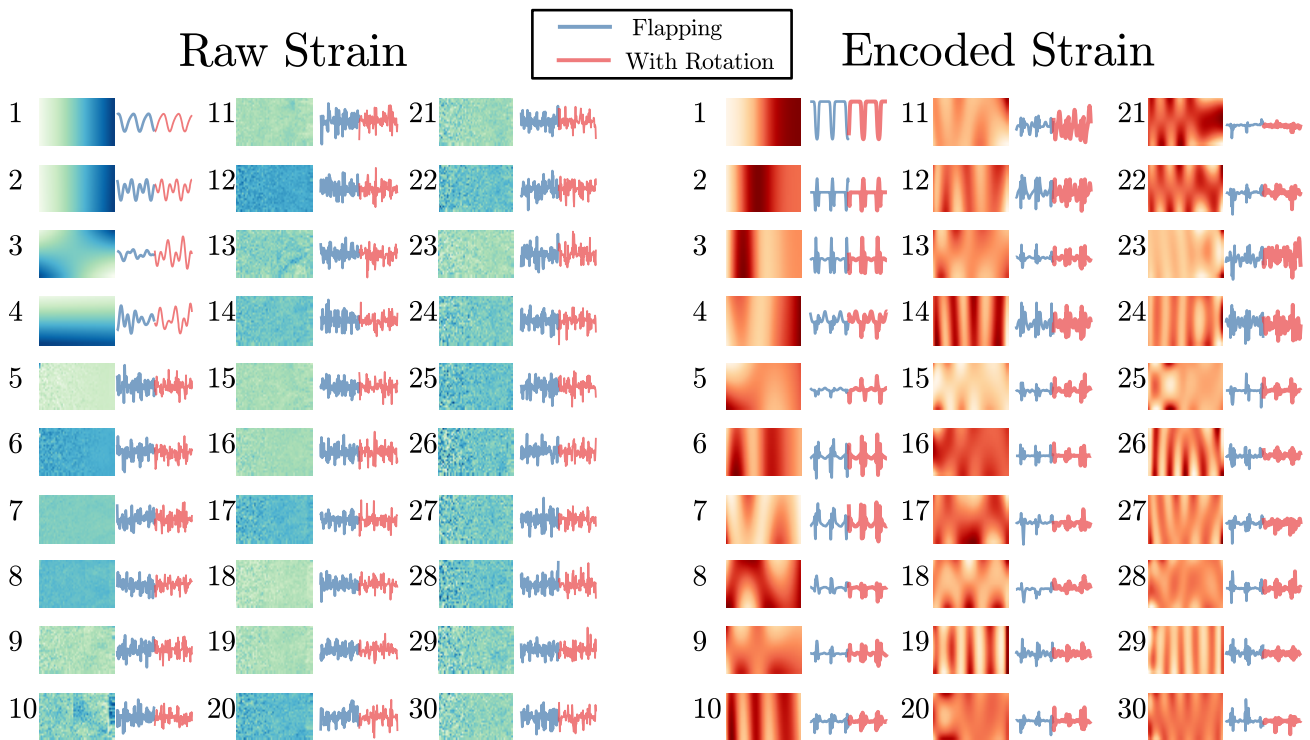 Raw Strain
Flapping
With Rotation
Encoded Strain
1 11 21
2 12 22
3 13 23
4 14 24
5 15 25
6 16 26
7 17 27
8 18 28
9 19 29
10 20 30
1 11 21
2 12 22
3 13 23
4 14 24
5 15 25
6 16 26
7 17 27
8 18 28
9 19 29
10 20 30